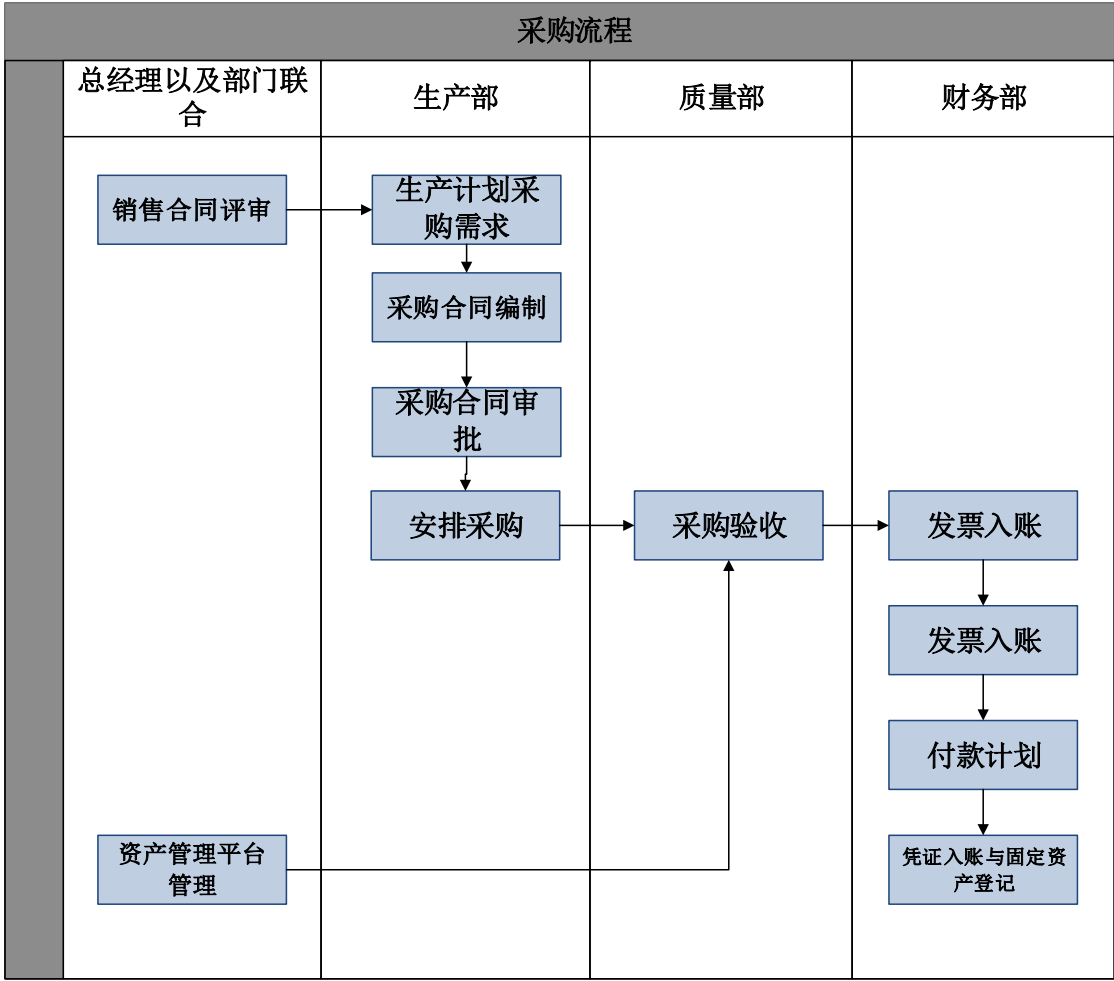 采购流程
总经理以及部门联
合
生产部
质量部
财务部
销售合同评审
生产计划采
购需求
采购合同编制
采购合同审
批
安排采购
采购验收
发票入账
发票入账
付款计划
资产管理平台
管理
凭证入账与固定资
产登记